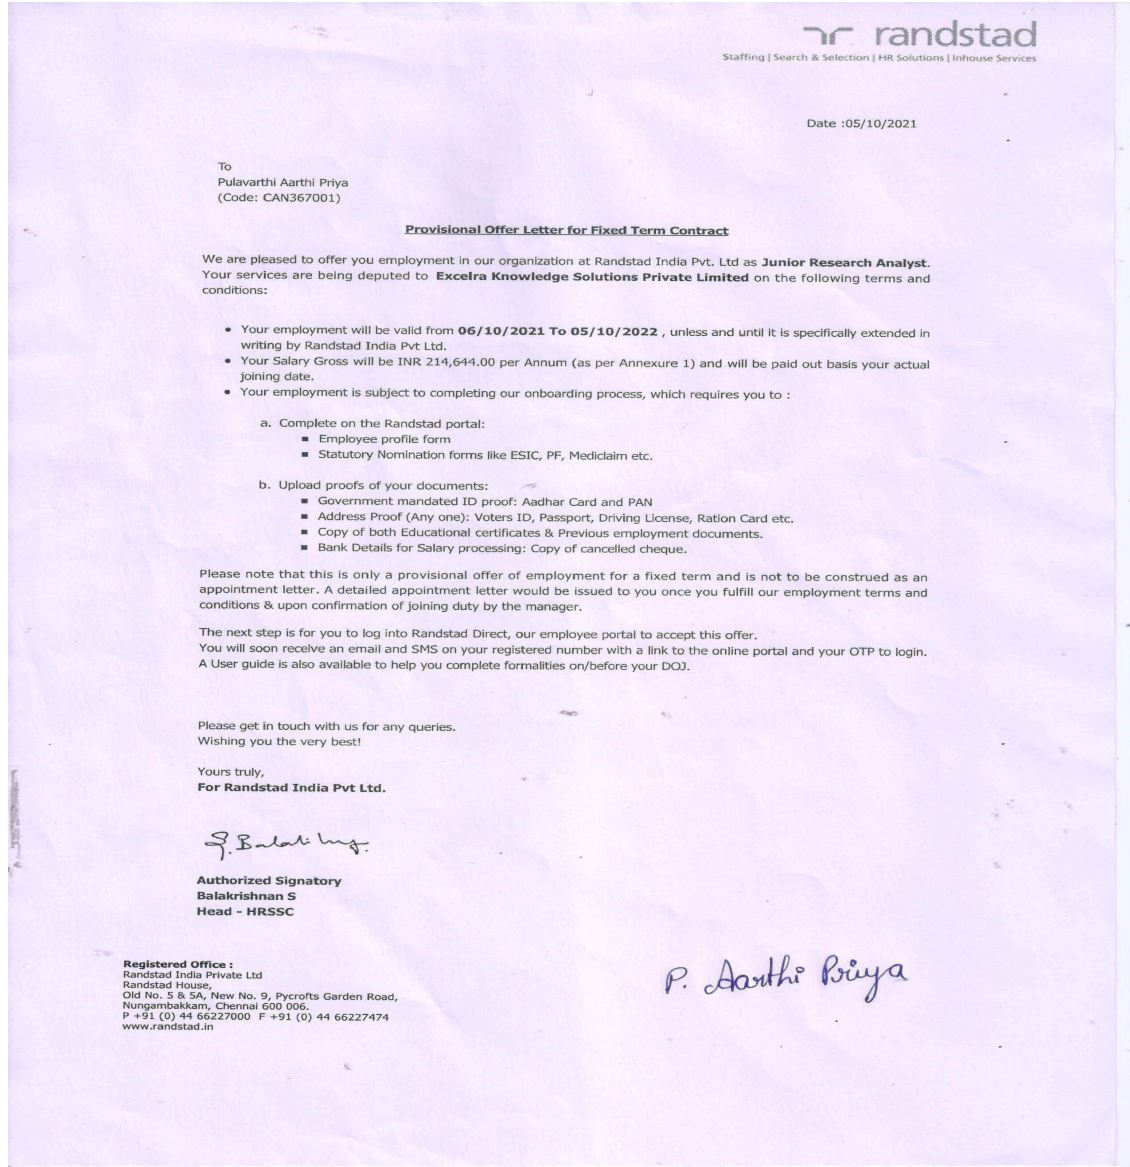 randstad
Staffing | Search & Selection | HR Solutions | Inhouse Services
Date :05/10/2021
To
Pulavarthi Aarthi Priya
(Code: CAN367001)
Provisional Offer Letter for Fixed Term Contract
We are pleased to offer you employment in our organization at Randstad India Pvt. Ltd as Junior Research Analyst.
Your services are being deputed to Excelra Knowledge Solutions Private Limited on the following terms and
conditions:
• Your employment will be valid from 06/10/2021 To 05/10/2022 , unless and until it is specifically extended in
writing by Randstad India Pvt Ltd.
• Your Salary Gross will be INR 214,644.00 per Annum (as per Annexure 1) and will be paid out basis your actual
joining date.
• Your employment is subject to completing our onboarding process, which requires you to :
a. Complete on the Randstad portal:
▪ Employee profile form
▪ Statutory Nomination forms like ESIC, PF, Mediclaim etc.
b. Upload proofs of your documents:
▪ Government mandated ID proof: Aadhar Card and PAN
▪ Address Proof (Any one): Voters ID, Passport, Driving License, Ration Card etc.
▪ Copy of both Educational certificates & Previous employment documents.
▪ Bank Details for Salary processing: Copy of cancelled cheque.
Please note that this is only a provisional offer of employment for a fixed term and is not to be construed as an
appointment letter. A detailed appointment letter would be issued to you once you fulfill our employment terms and
conditions & upon confirmation of joining duty by the manager.
The next step is for you to log into Randstad Direct, our employee portal to accept this offer.
You will soon receive an email and SMS on your registered number with a link to the online portal and your OTP to login.
A User guide is also available to help you complete formalities on/before your DOJ.
Please get in touch with us for any queries.
Wishing you the very best!
Yours truly,
For Randstad India Pvt Ltd.
Authorized Signatory
Balakrishnan S
Head - HRSSC
Registered Office :
Randstad India Private Ltd
Randstad House,
Old No. 5 & 5A, New No. 9, Pycrofts Garden Road,
Nungambakkam, Chennai 600 006.
P +91 (0) 44 66227000 F +91 (0) 44 66227474
www.randstad.in
P. Aarthi Priya